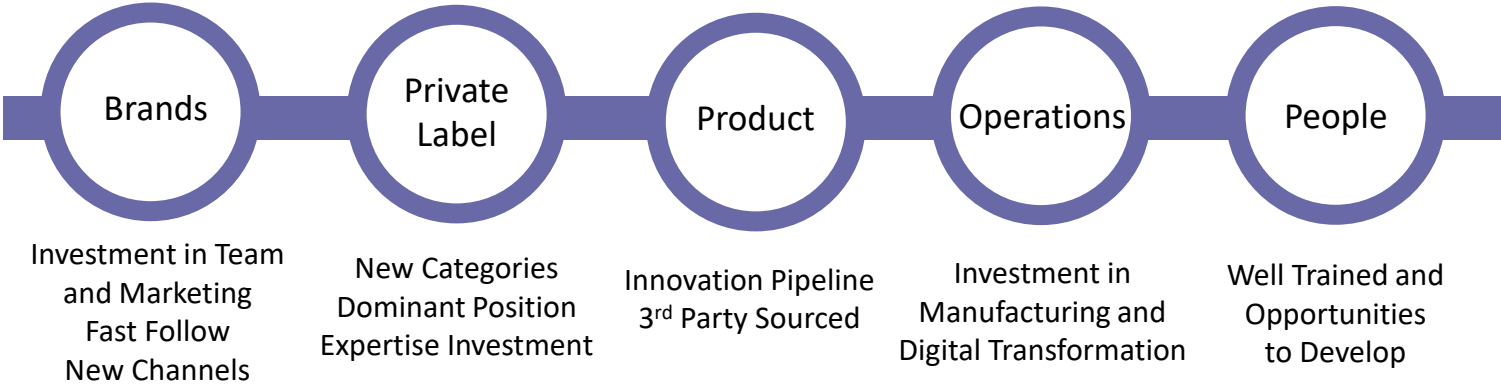 Brands
Investment in Team
and Marketing
Fast Follow
New Channels
Private
Label
New Categories
Dominant Position
Expertise Investment
Product
Innovation Pipeline
3rd Party Sourced
Operations
Investment in
Manufacturing and
Digital Transformation
People
Well Trained and
Opportunities
to Develop